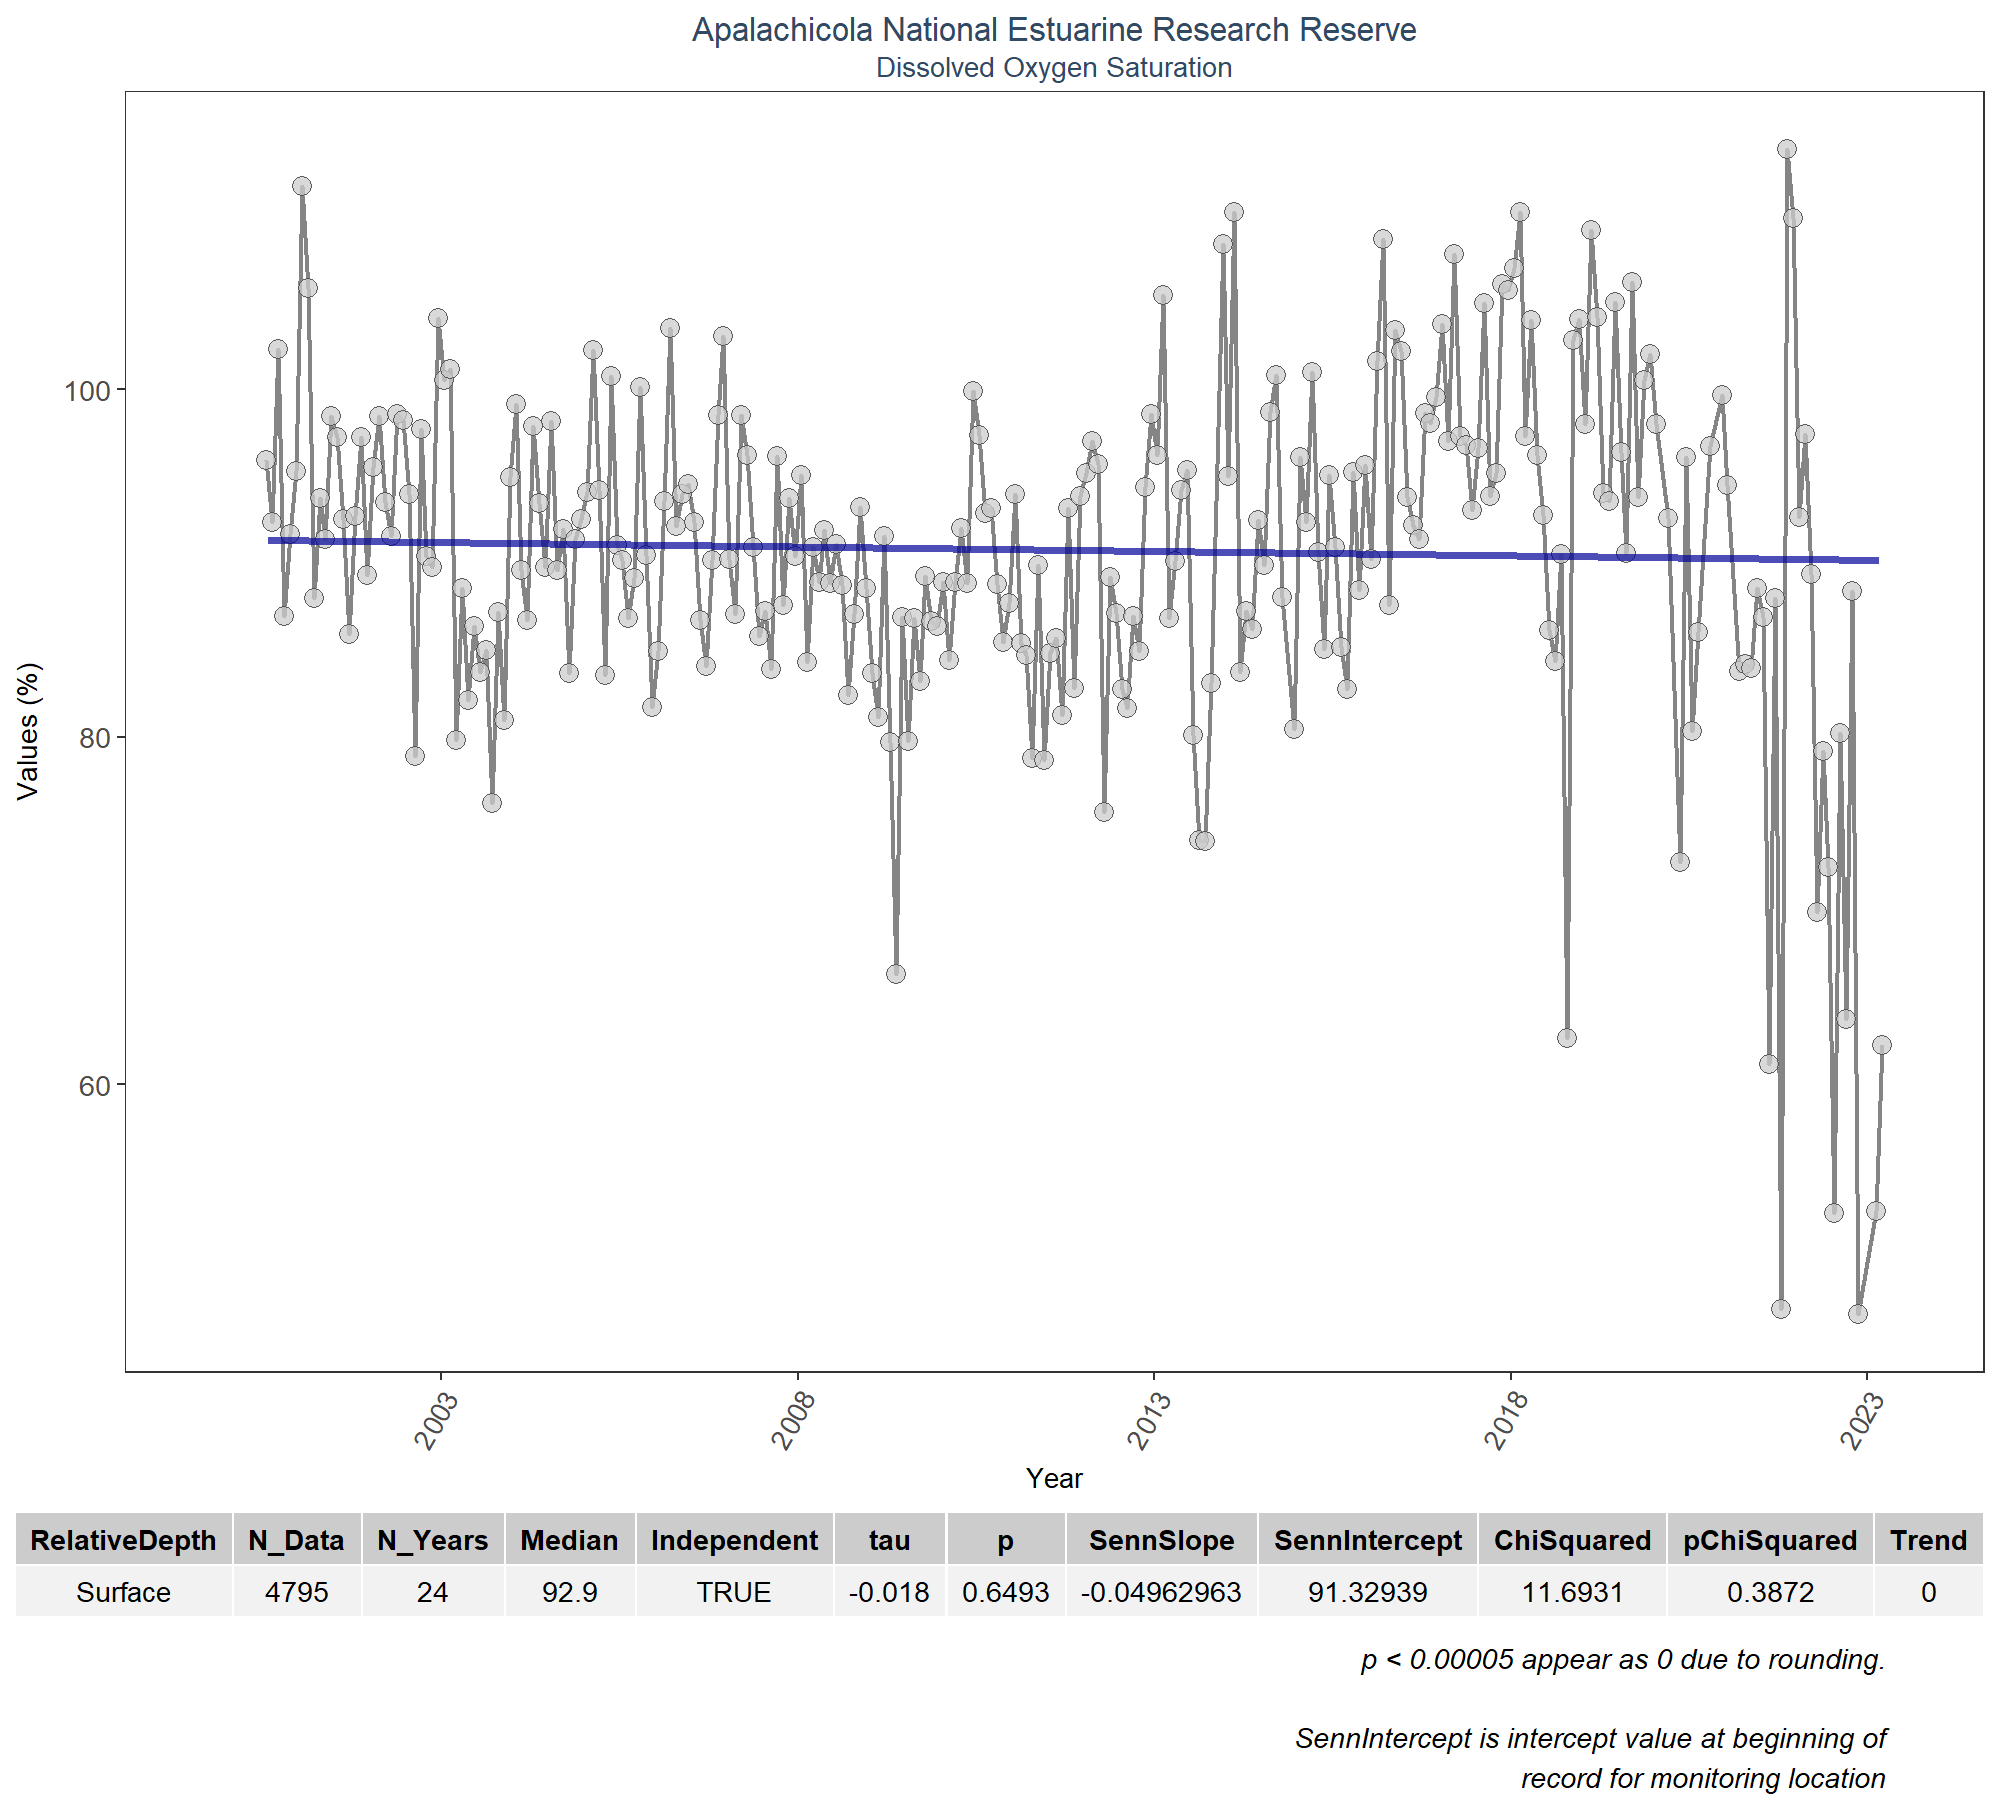 Apalachicola National Estuarine Research Reserve
Dissolved Oxygen Saturation
Values (%)
100
80
60
2003 2008 2013 2018 2023
Year
RelativeDepth N_Data N_Years Median Independent tau p SennSlope SennIntercept ChiSquared pChiSquared Trend
Surface 4795 24 92.9 TRUE -0.018 0.6493 -0.04962963 91.32939 11.6931 0.3872 0
p < 0.00005 appear as 0 due to rounding.
SennIntercept is intercept value at beginning of
record for monitoring location